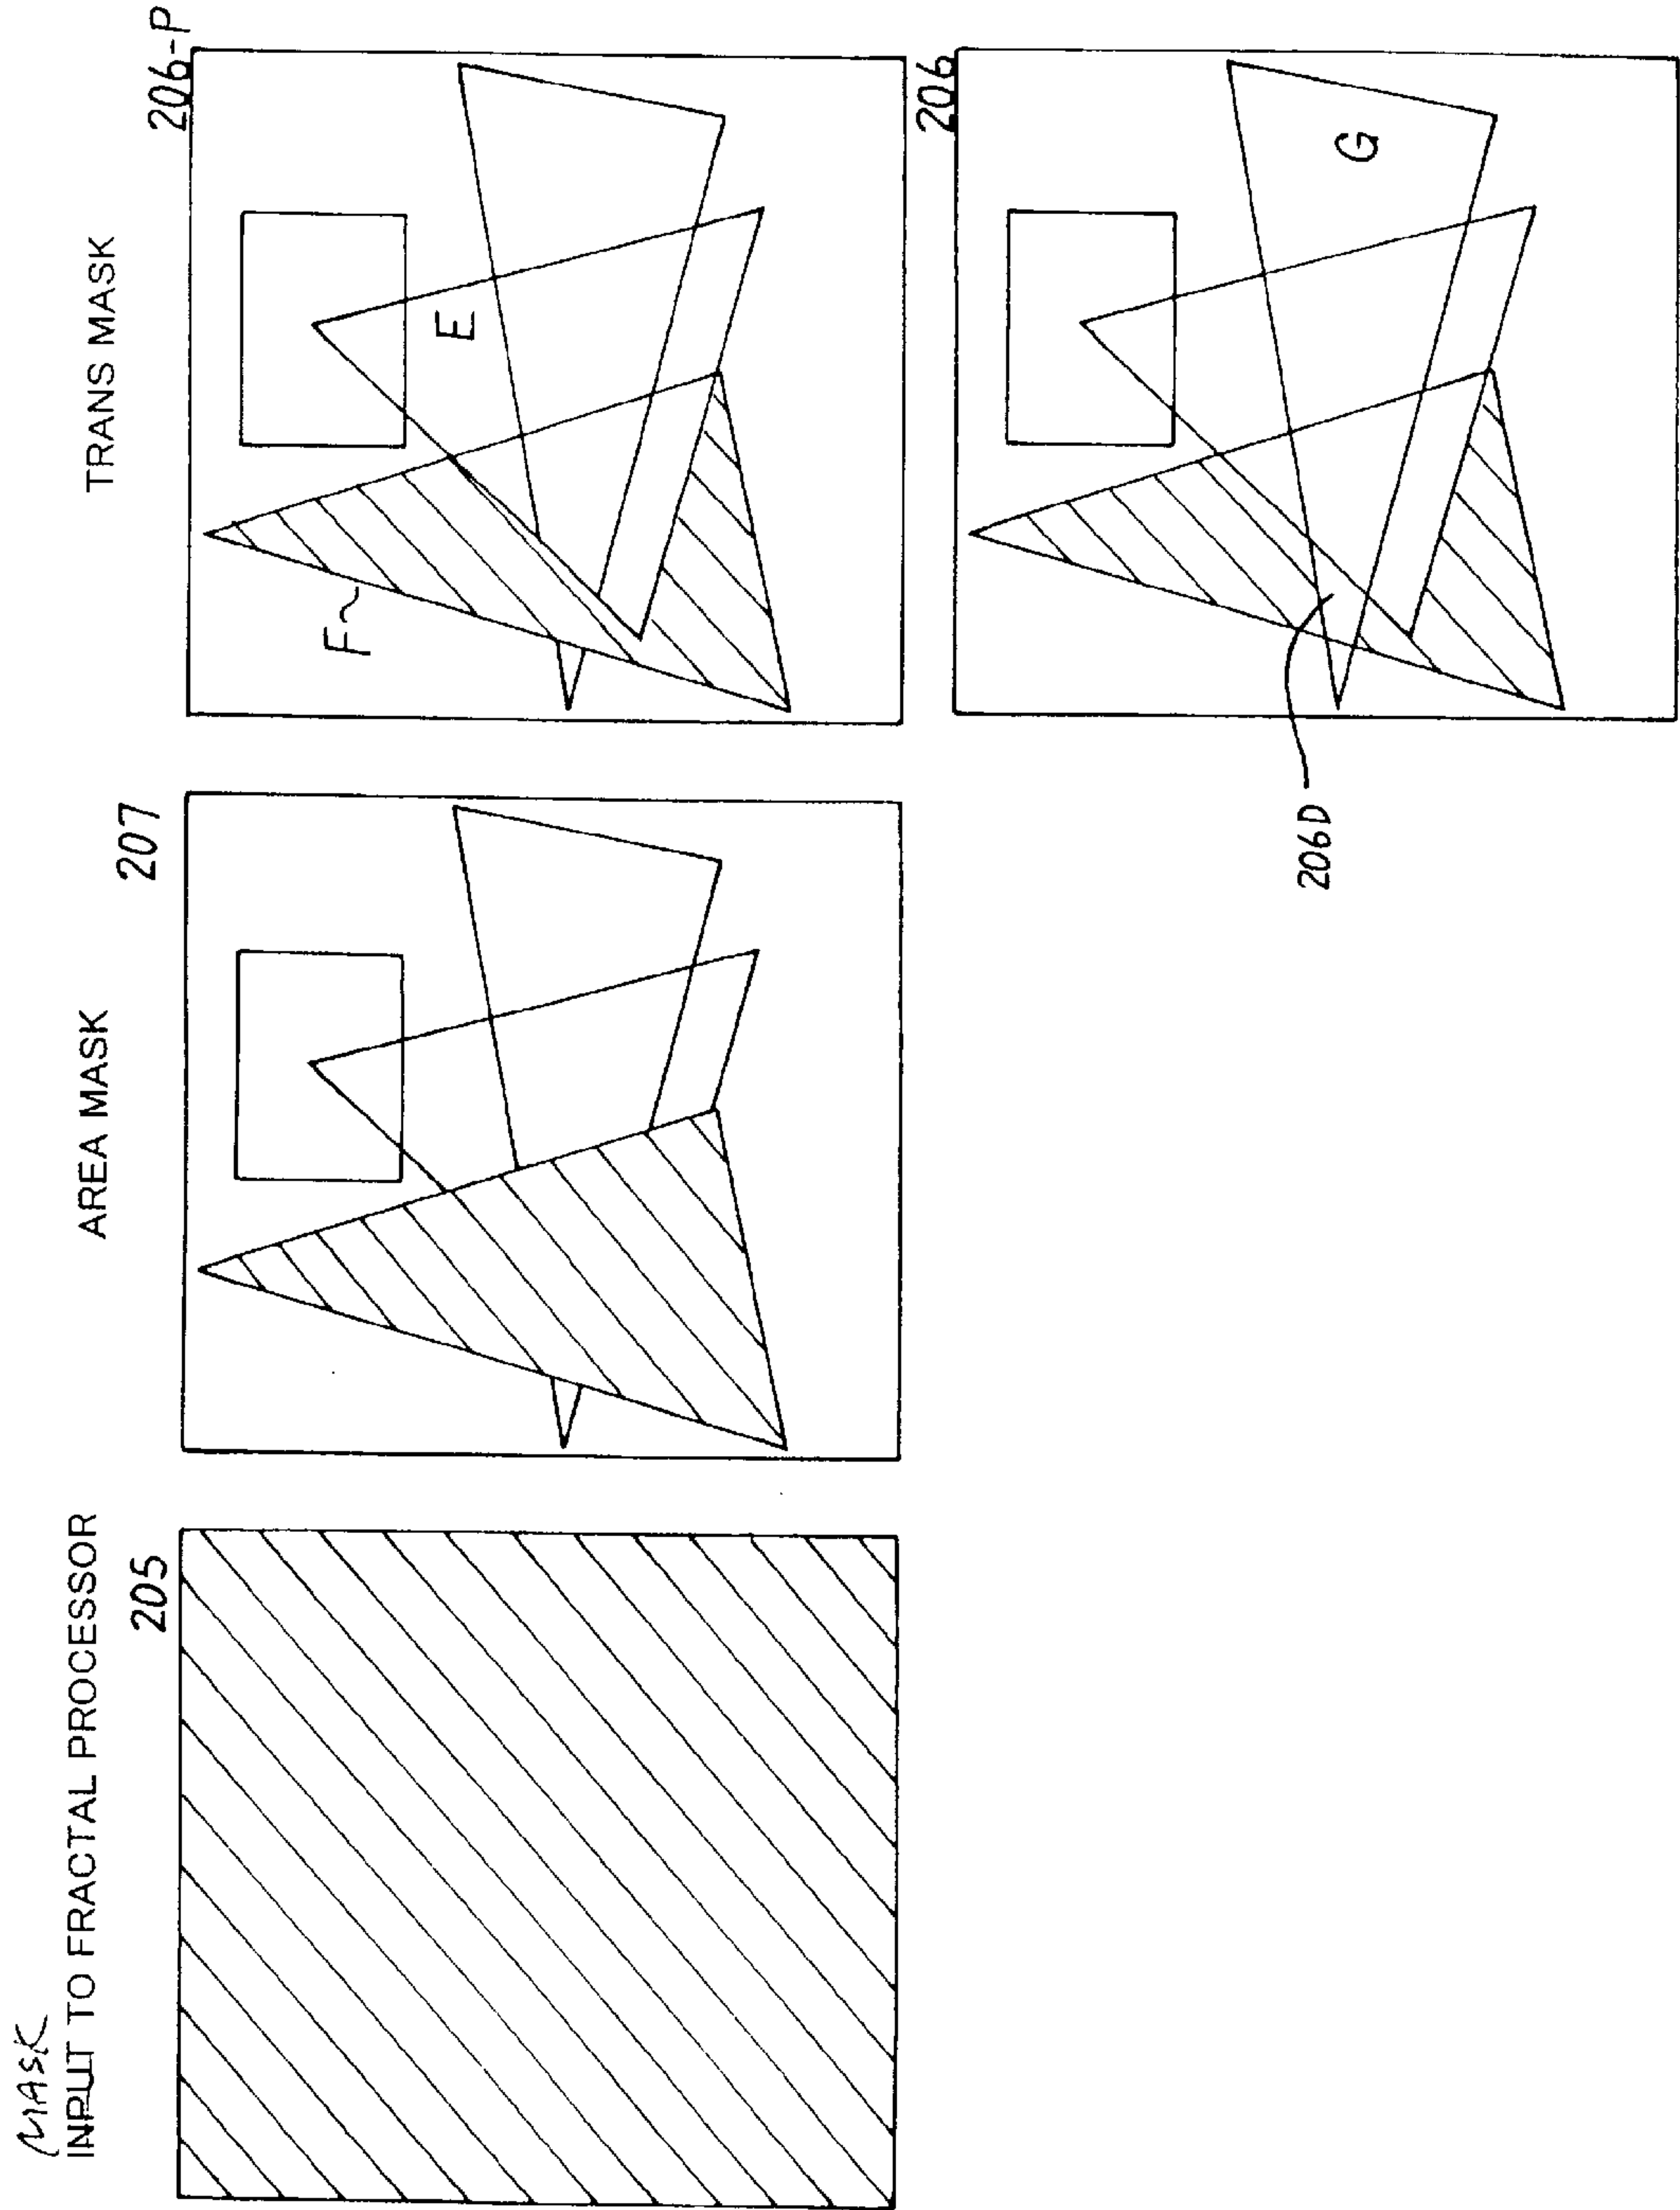 MASK
INPUT TO FRACTAL PROCESSOR
205
AREA MASK
207
TRANS MASK
206-P
E
F
206
G
206D